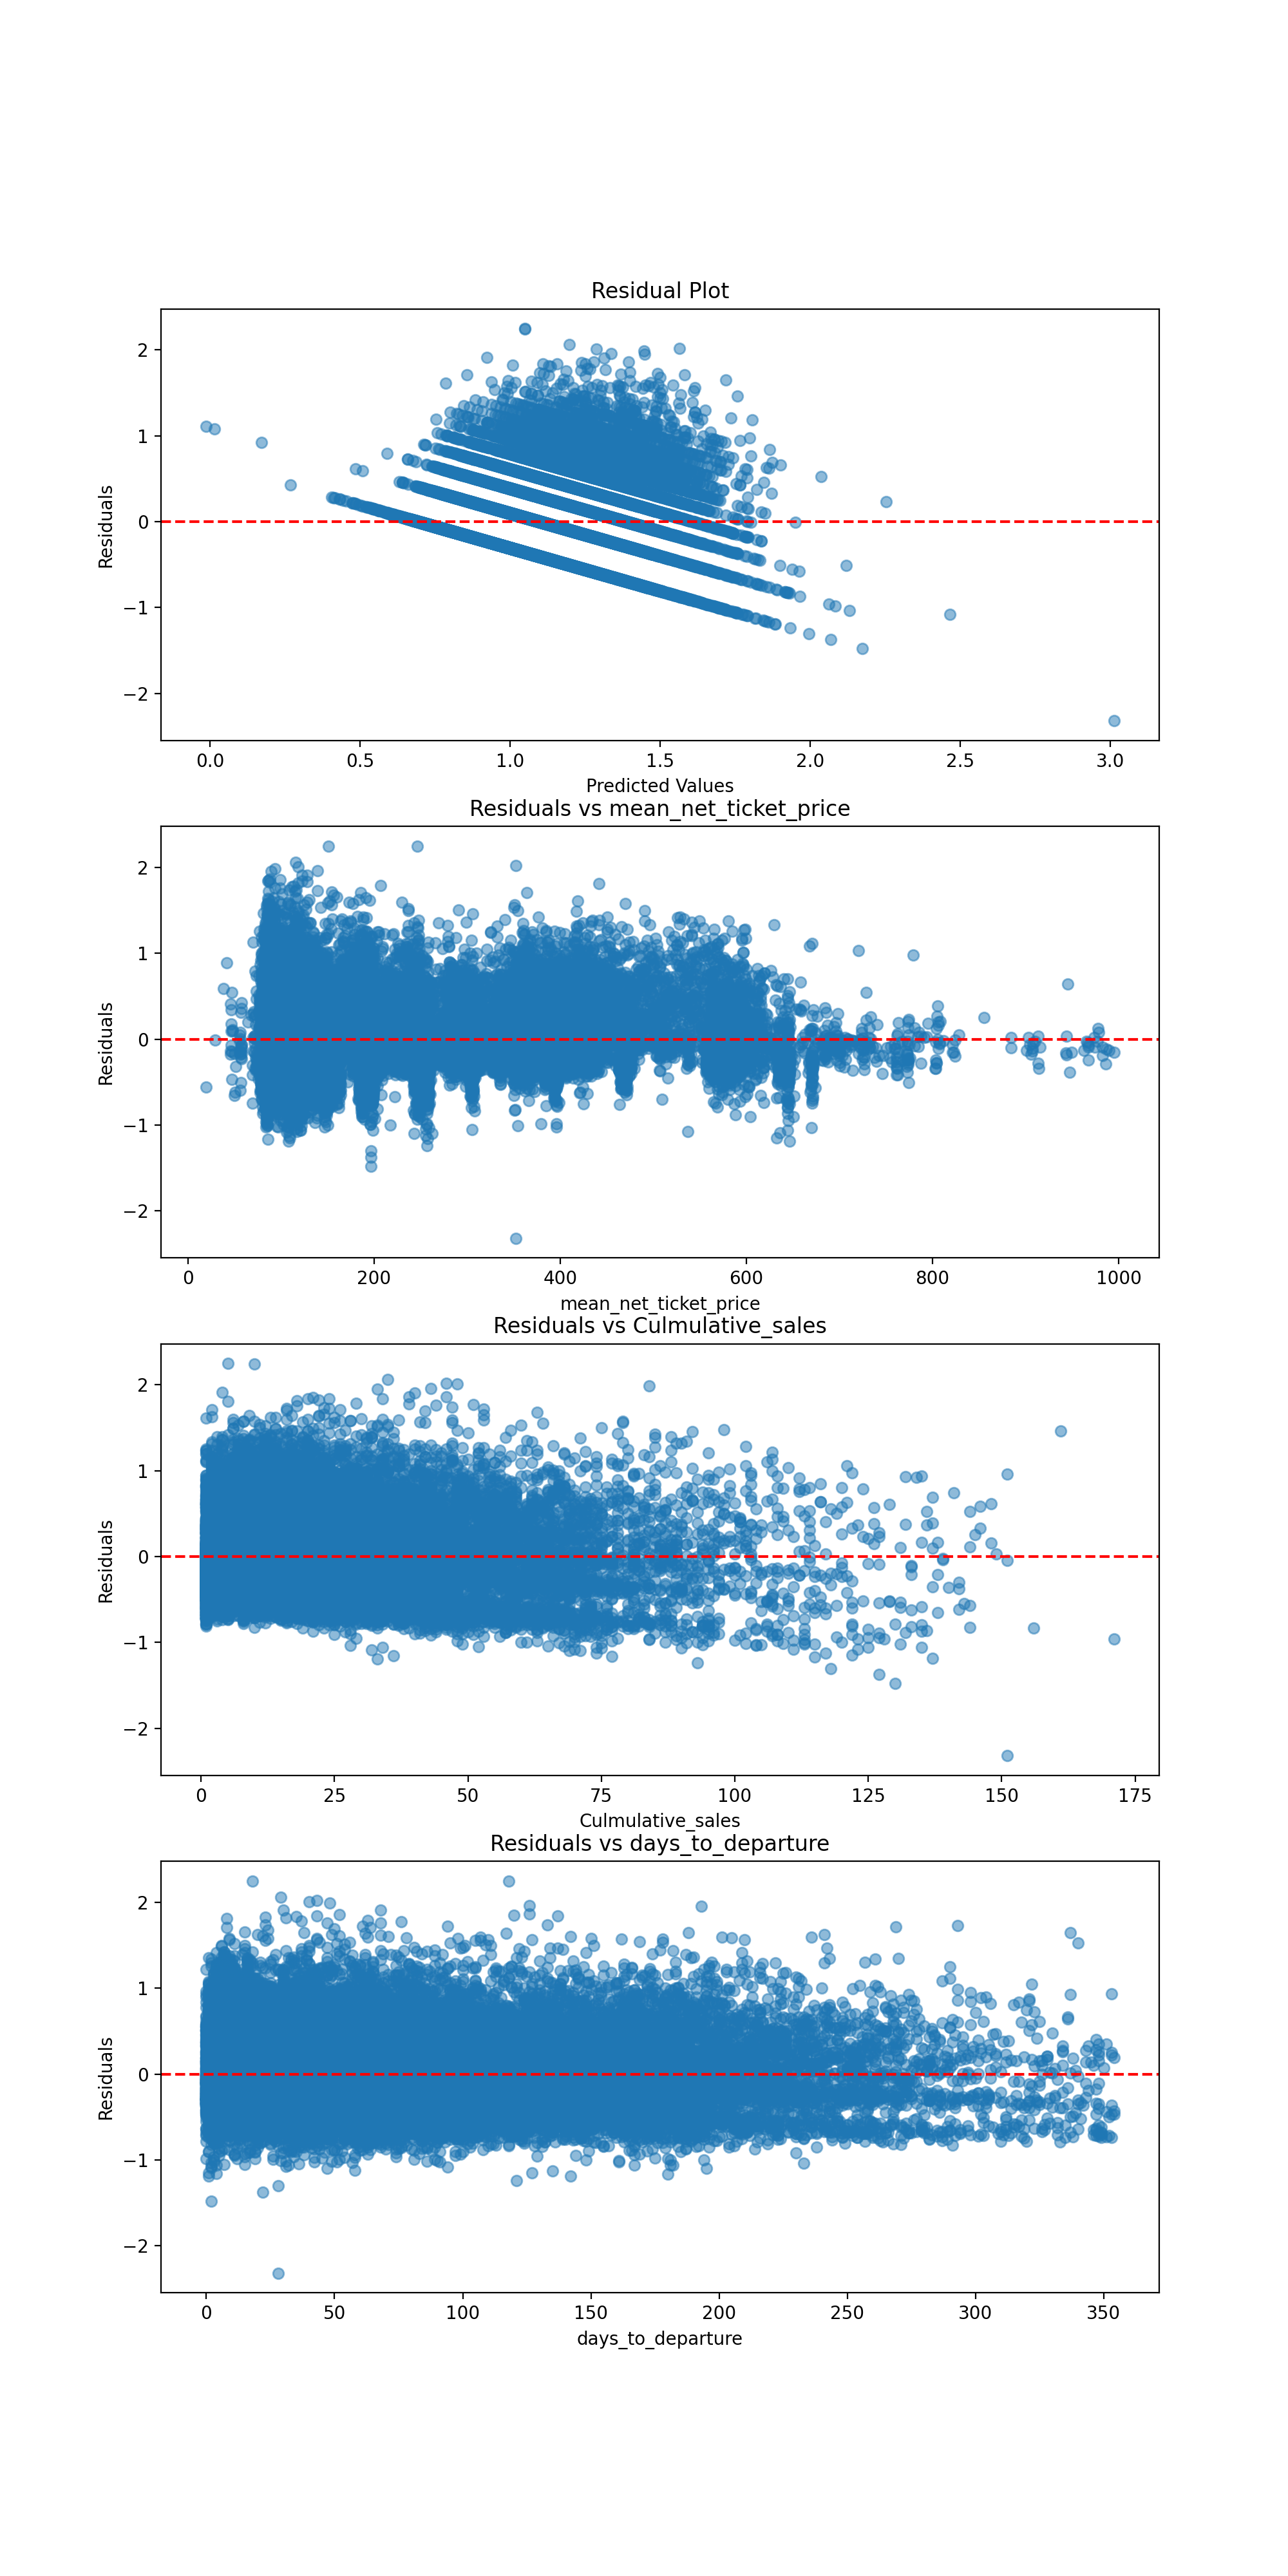 Residual Plot
2
1
0
−1
−2
Residuals
0.0 0.5 1.0 1.5 2.0 2.5 3.0
Predicted Values
Residuals vs mean_net_ticket_price
2
1
0
−1
−2
Residuals
0 200 400 600 800 1000
mean_net_ticket_price
Residuals vs Culmulative_sales
2
1
0
−1
−2
Residuals
0 25 50 75 100 125 150 175
Culmulative_sales
Residuals vs days_to_departure
2
1
0
−1
−2
Residuals
0 50 100 150 200 250 300 350
days_to_departure